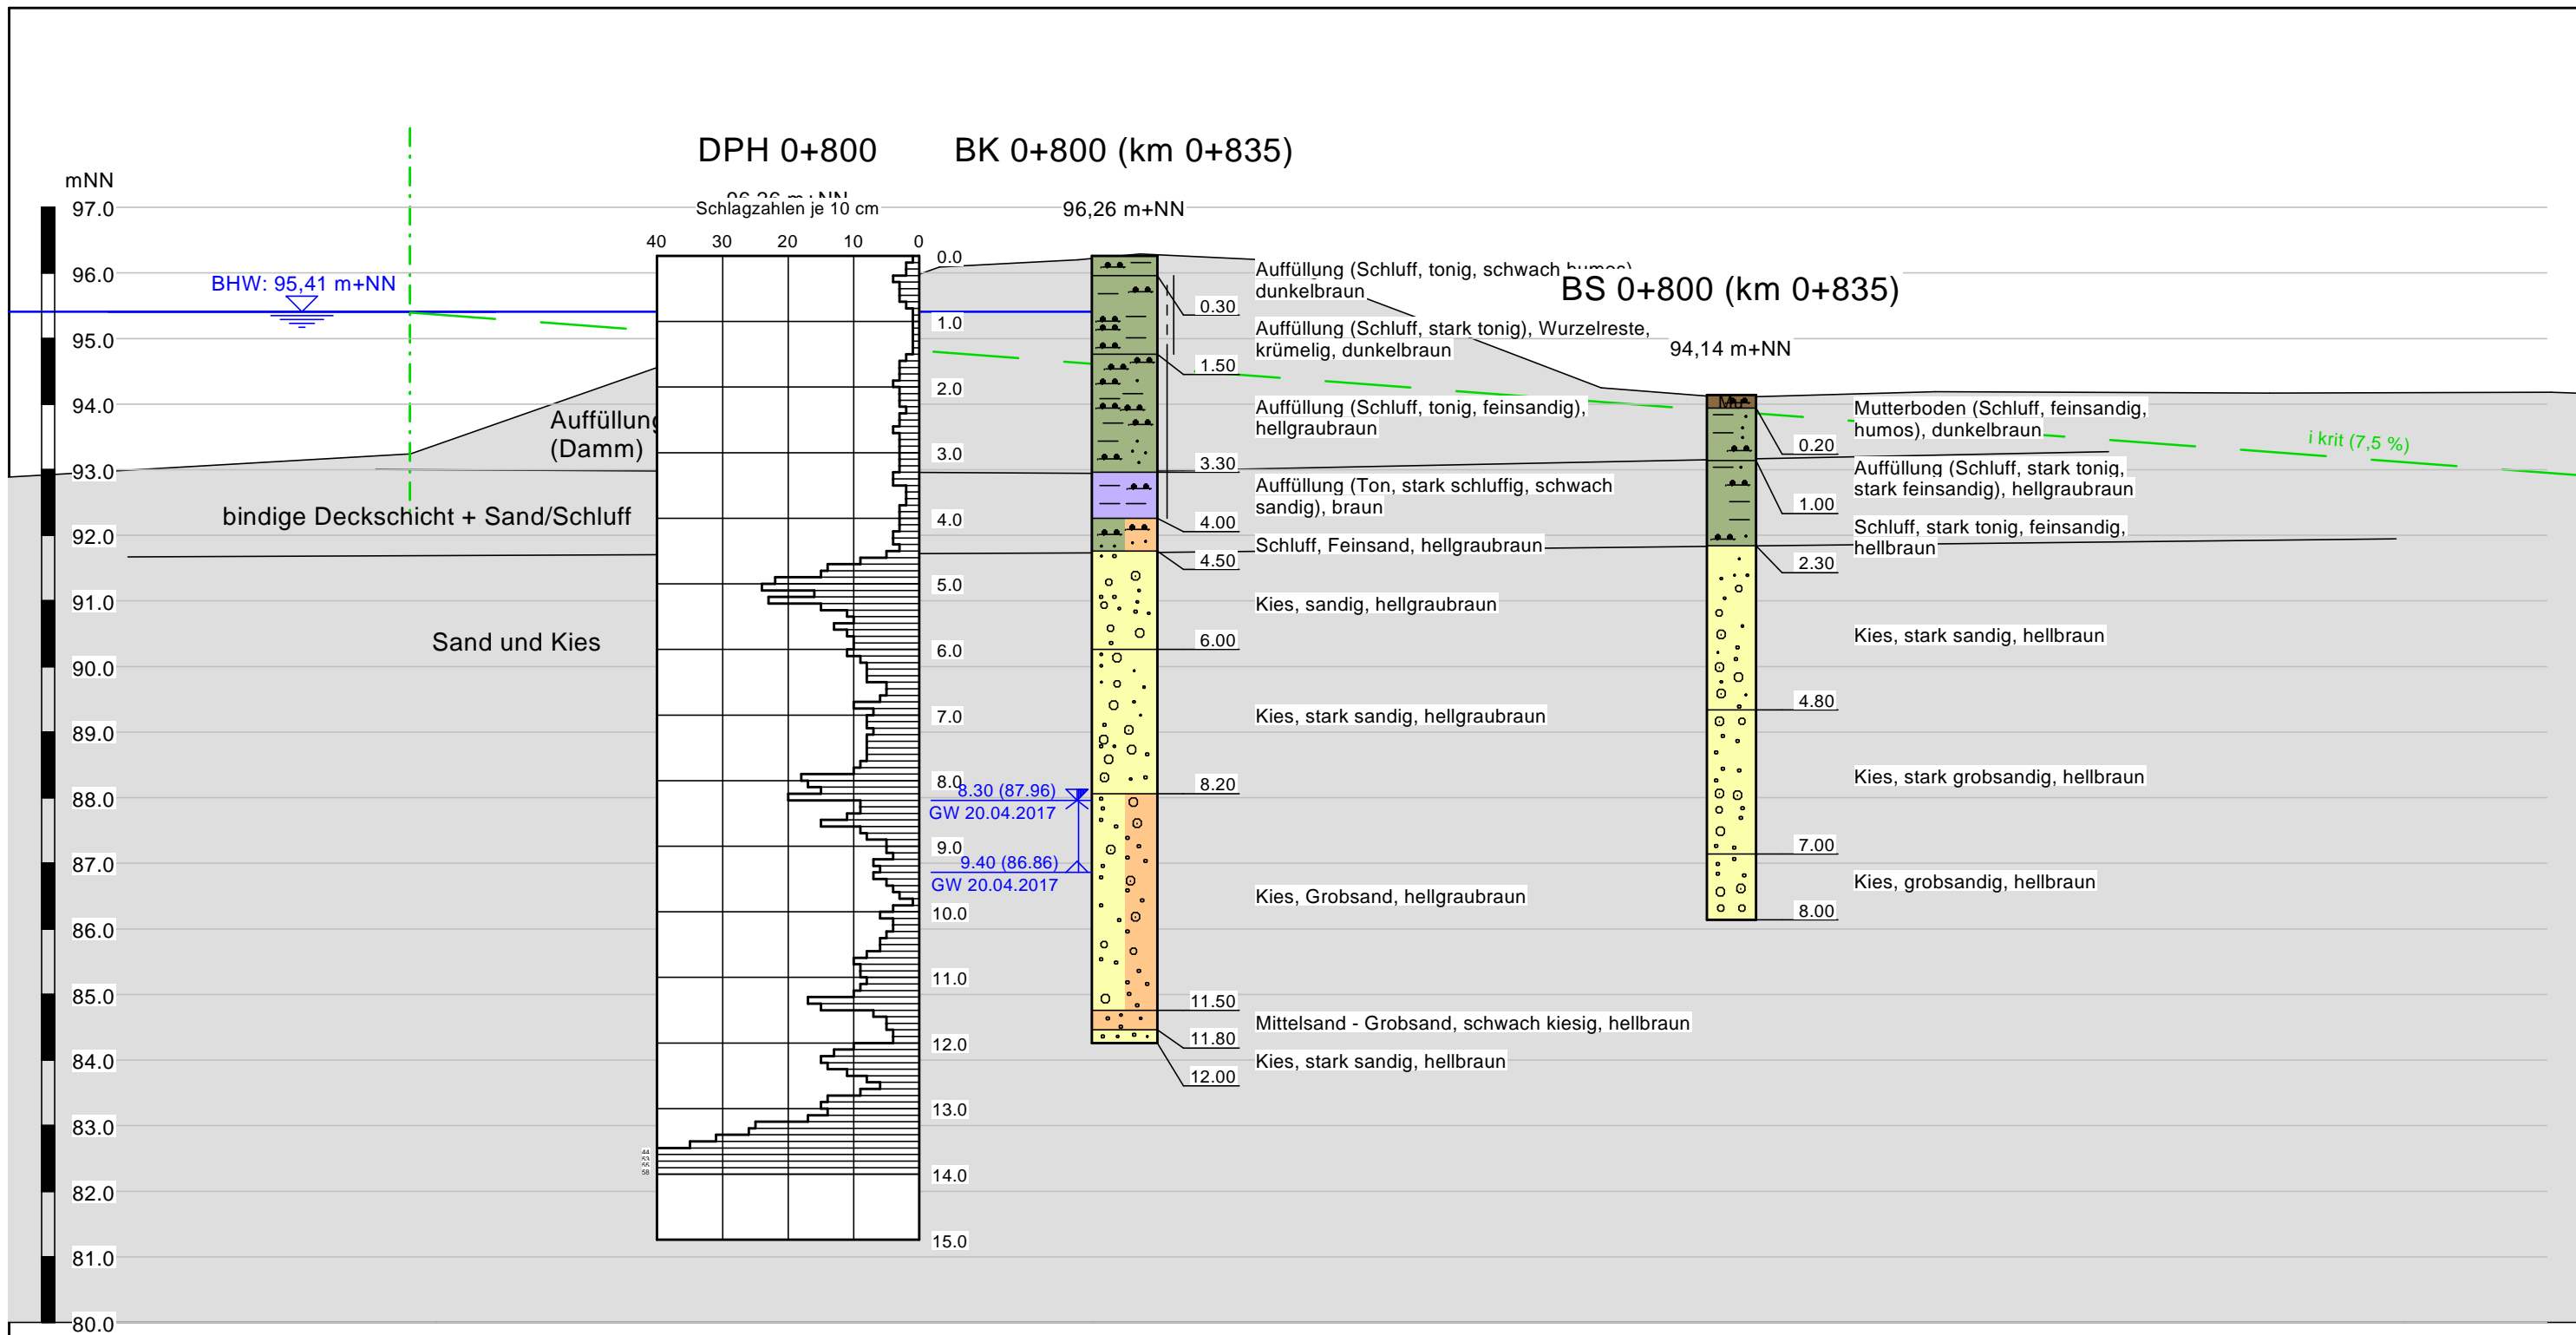 DPH 0+800
BK 0+800 (km 0+835)
mNN
96,26 m+NN
Schlagzahlen je 10 cm
96,26 m+NN
40 30 20 10 0
97.0
96.0
95.0
94.0
93.0
92.0
91.0
90.0
89.0
88.0
87.0
86.0
85.0
84.0
83.0
82.0
81.0
80.0
BHW: 95,41 m+NN
Auffüllung
(Damm)
bindige Deckschicht + Sand/Schluff
Sand und Kies
0.0
1.0
2.0
3.0
4.0
5.0
6.0
7.0
8.0
9.0
10.0
11.0
12.0
13.0
14.0
15.0
8.30 (87.96)
GW 20.04.2017
9.40 (86.86)
GW 20.04.2017
0.30
1.50
3.30
4.00
4.50
6.00
8.20
11.50
11.80
12.00
Auffüllung (Schluff, tonig, schwach humos),
dunkelbraun
Auffüllung (Schluff, stark tonig), Wurzelreste,
krümelig, dunkelbraun
Auffüllung (Schluff, tonig, feinsandig),
hellgraubraun
Auffüllung (Ton, stark schluffig, schwach
sandig), braun
Schluff, Feinsand, hellgraubraun
Kies, sandig, hellgraubraun
Kies, stark sandig, hellgraubraun
Kies, Grobsand, hellgraubraun
Mittelsand - Grobsand, schwach kiesig, hellbraun
Kies, stark sandig, hellbraun
BS 0+800 (km 0+835)
94,14 m+NN
Mu
0.20
1.00
2.30
4.80
7.00
8.00
Mutterboden (Schluff, feinsandig,
humos), dunkelbraun
Auffüllung (Schluff, stark tonig,
stark feinsandig), hellgraubraun
Schluff, stark tonig, feinsandig,
hellbraun
Kies, stark sandig, hellbraun
Kies, stark grobsandig, hellbraun
Kies, grobsandig, hellbraun
i krit (7,5 %)